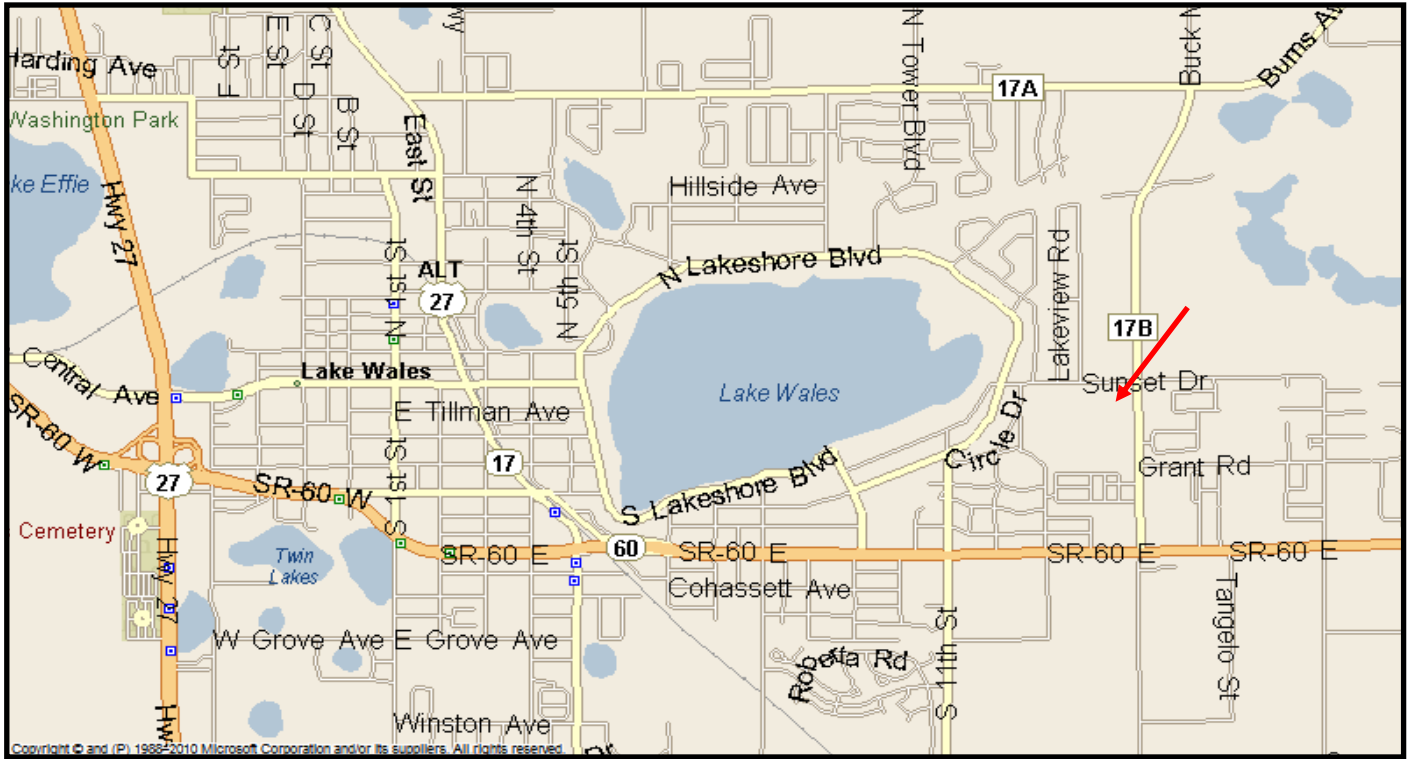 Harding Ave
E St
C St
F St
D St
B St
wy
N Tower Blvd
Buck
Burns Av
17A
Washington Park
East St
ke Effie
Hwy 27
N 4th St
Hillside Ave
N 5th St
N Lakeshore Blvd
ALT
27
N 1st St
Lakeview Rd
17B
Central Ave
Lake Wales
Lake Wales
Sunset Dr
E Tillman Ave
SR-60 W
Circle Dr
17
Grant Rd
27
SR-60 W
S 1st St
S Lakeshore Blvd
Cemetery
Twin
Lakes
SR-60 E
60
SR-60 E
SR-60 E
SR-60 E
Hwy 27
Cohassett Ave
Tangelo St
W Grove Ave
E Grove Ave
Roberta Rd
S 11th St
Hw
Winston Ave
Dr
Copyright © and (P) 1988-2010 Microsoft Corporation and/or its suppliers. All rights reserved.